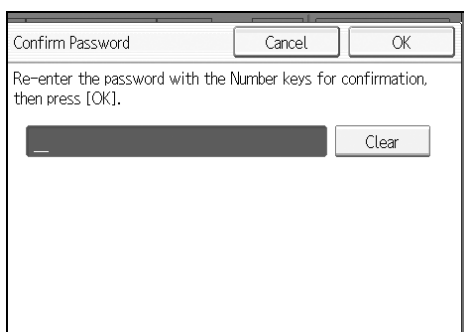 Confirm Password Cancel OK
Re-enter the password with the Number keys for confirmation,
then press [OK].
_ Clear